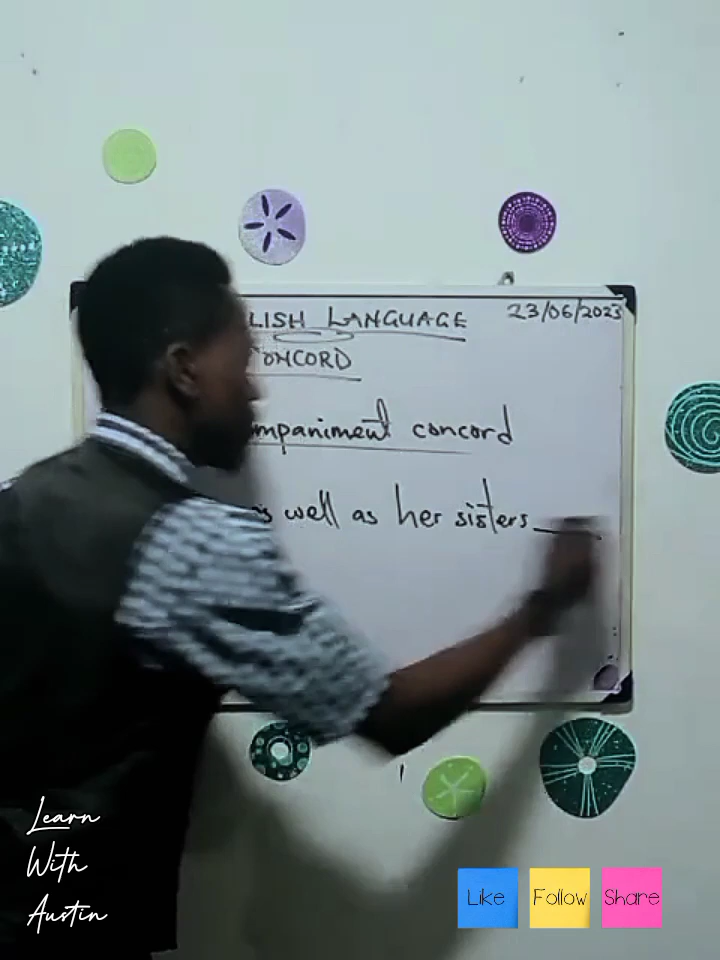 LISH LANGUAGE
23/06/2023
ONCORD
mpaniment concord
s well as her sisters
Learn
With
Austin
Like
Follow
Share